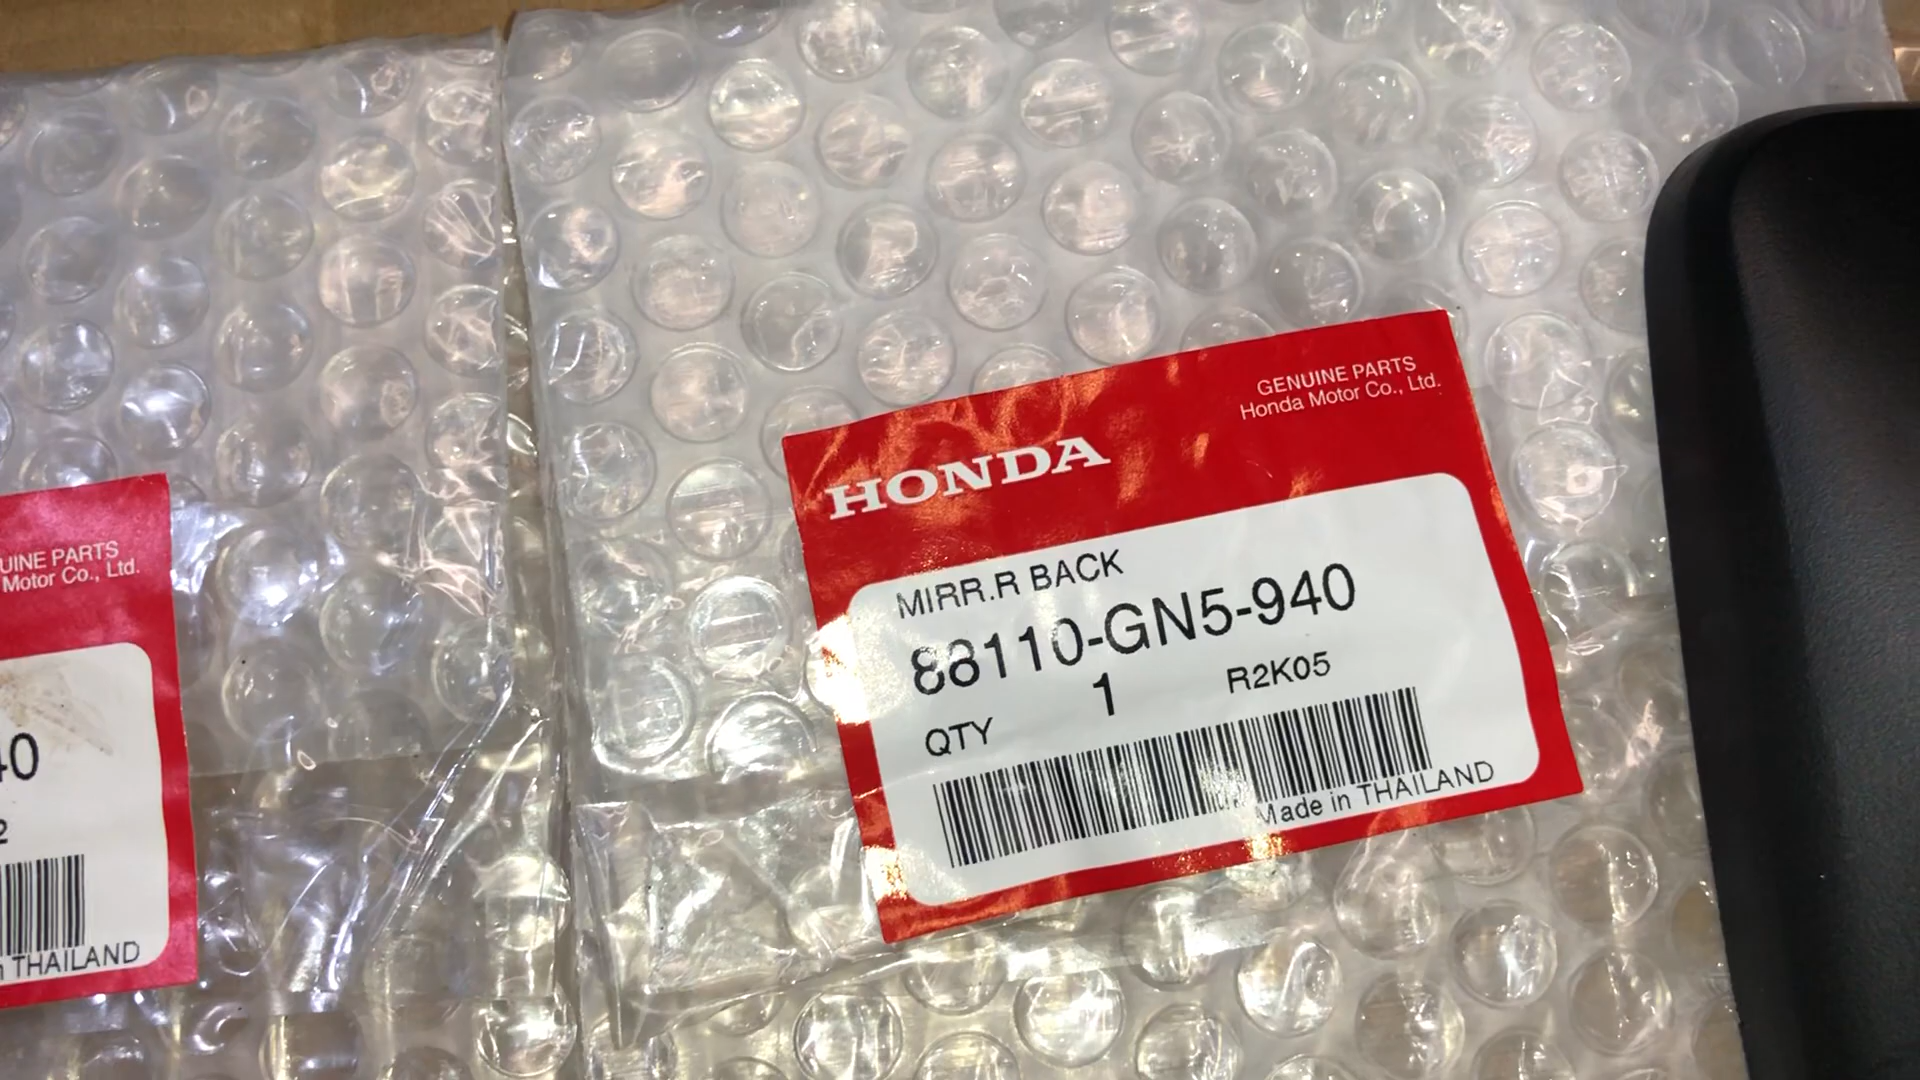 UINE PARTS
Motor Co., Ltd.
40
2
THAILAND
GENUINE PARTS
Honda Motor Co., Ltd.
HONDA
MIRR.R BACK
88110-GN5-940
1 R2K05
QTY
Made in THAILAND